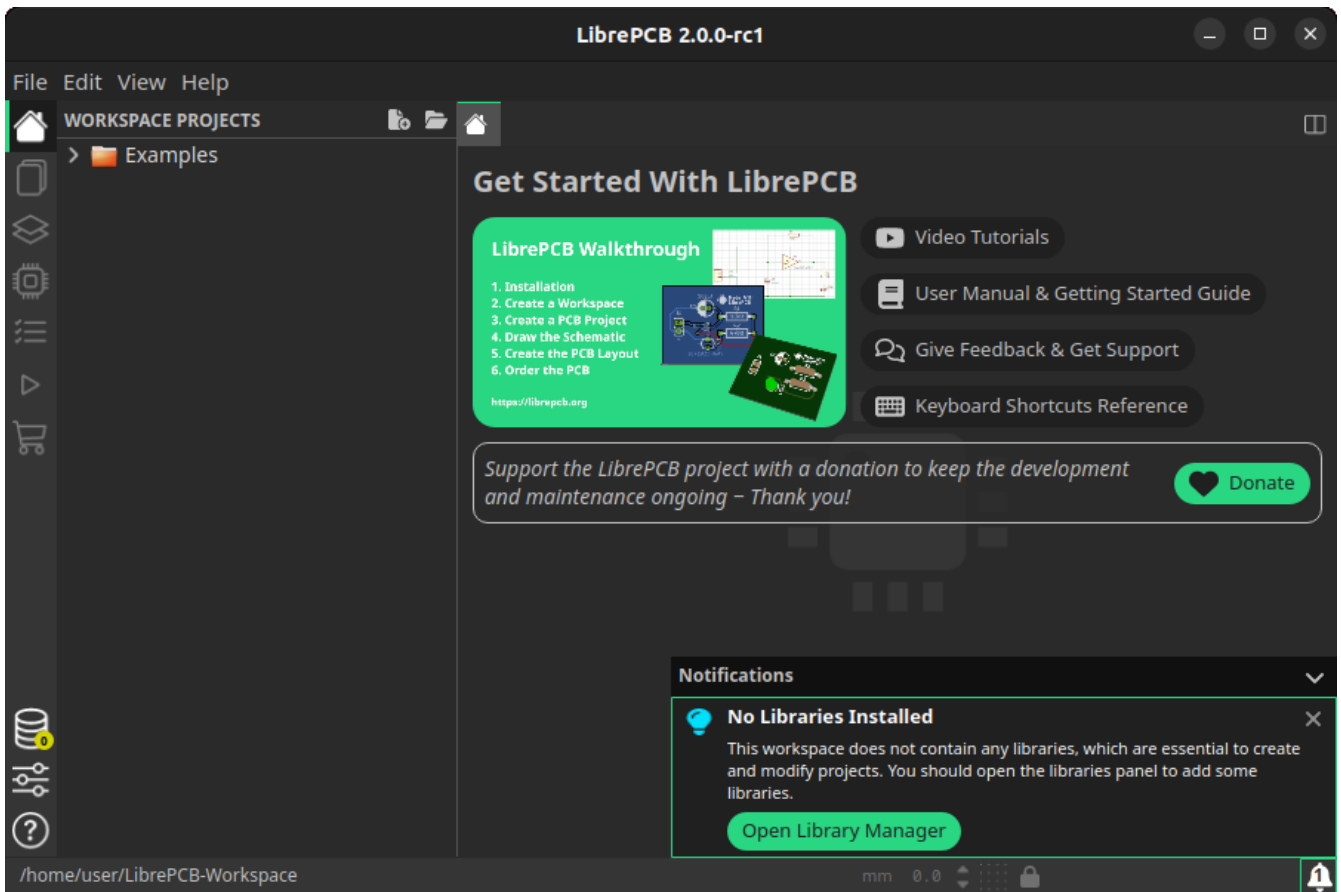 LibrePCB 2.0.0-rc1
File Edit View Help
WORKSPACE PROJECTS
Examples
Get Started With LibrePCB
LibrePCB Walkthrough
1. Installation
2. Create a Workspace
3. Create a PCB Project
4. Draw the Schematic
5. Create the PCB Layout
6. Order the PCB
https://librepcb.org
Video Tutorials
User Manual & Getting Started Guide
Give Feedback & Get Support
Keyboard Shortcuts Reference
Support the LibrePCB project with a donation to keep the development
and maintenance ongoing – Thank you!
Donate
Notifications
No Libraries Installed
This workspace does not contain any libraries, which are essential to create
and modify projects. You should open the libraries panel to add some
libraries.
Open Library Manager
0
/home/user/LibrePCB-Workspace
mm 0.0
1